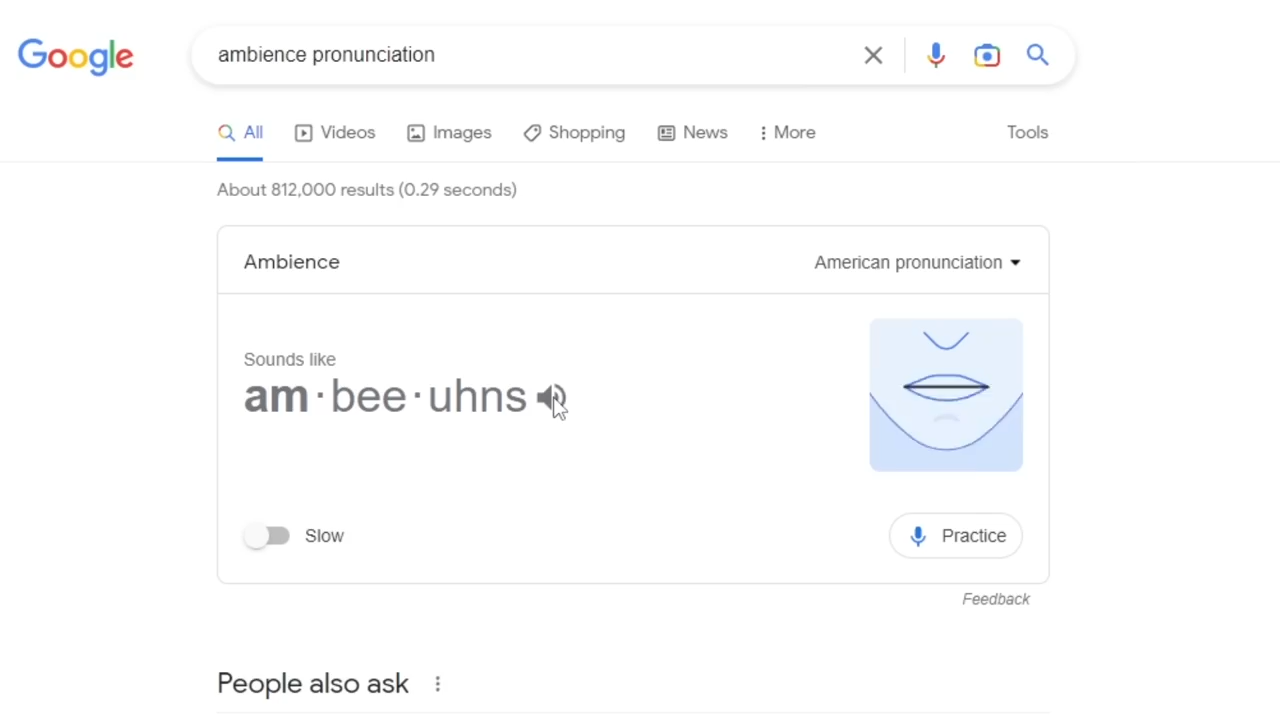 Google
ambience pronunciation
All Videos Images Shopping News More Tools
About 812,000 results (0.29 seconds)
Ambience American pronunciation
Sounds like
am·bee·uhns
Slow Practice
Feedback
People also ask